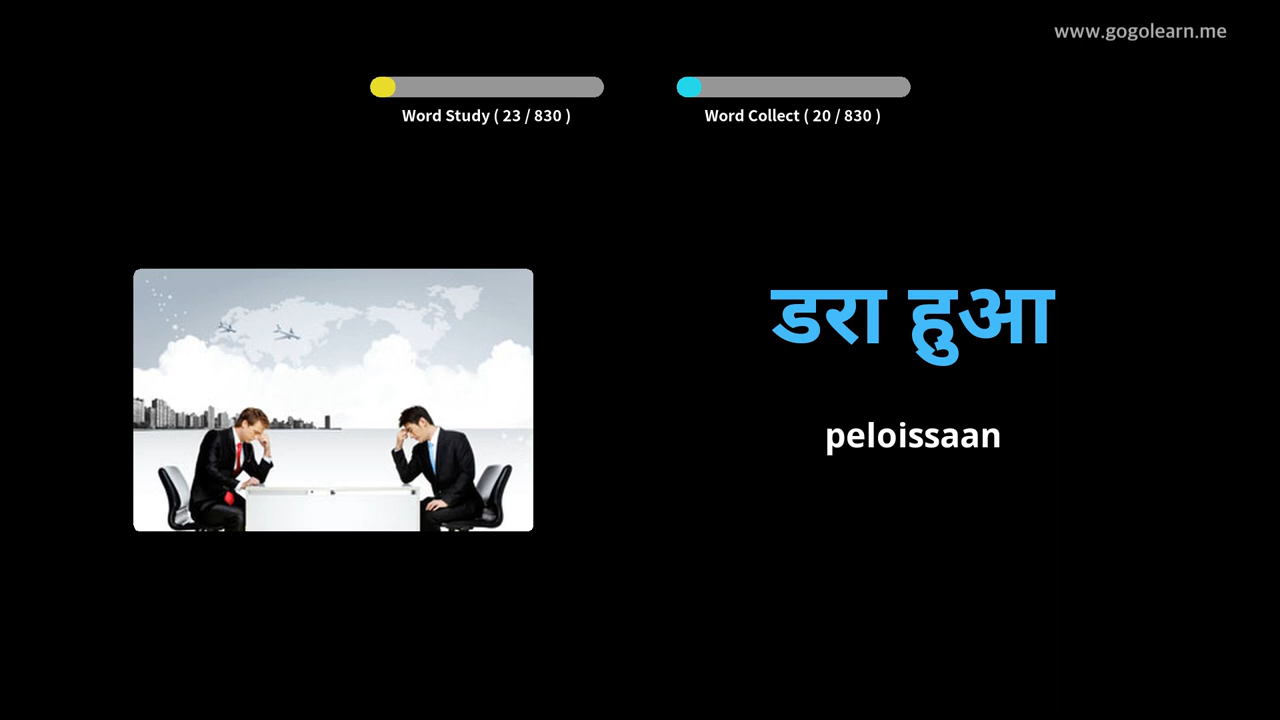 www.gogolearn.me
Word Study ( 23 / 830 )
Word Collect ( 20 / 830 )
डरा हुआ
peloissaan